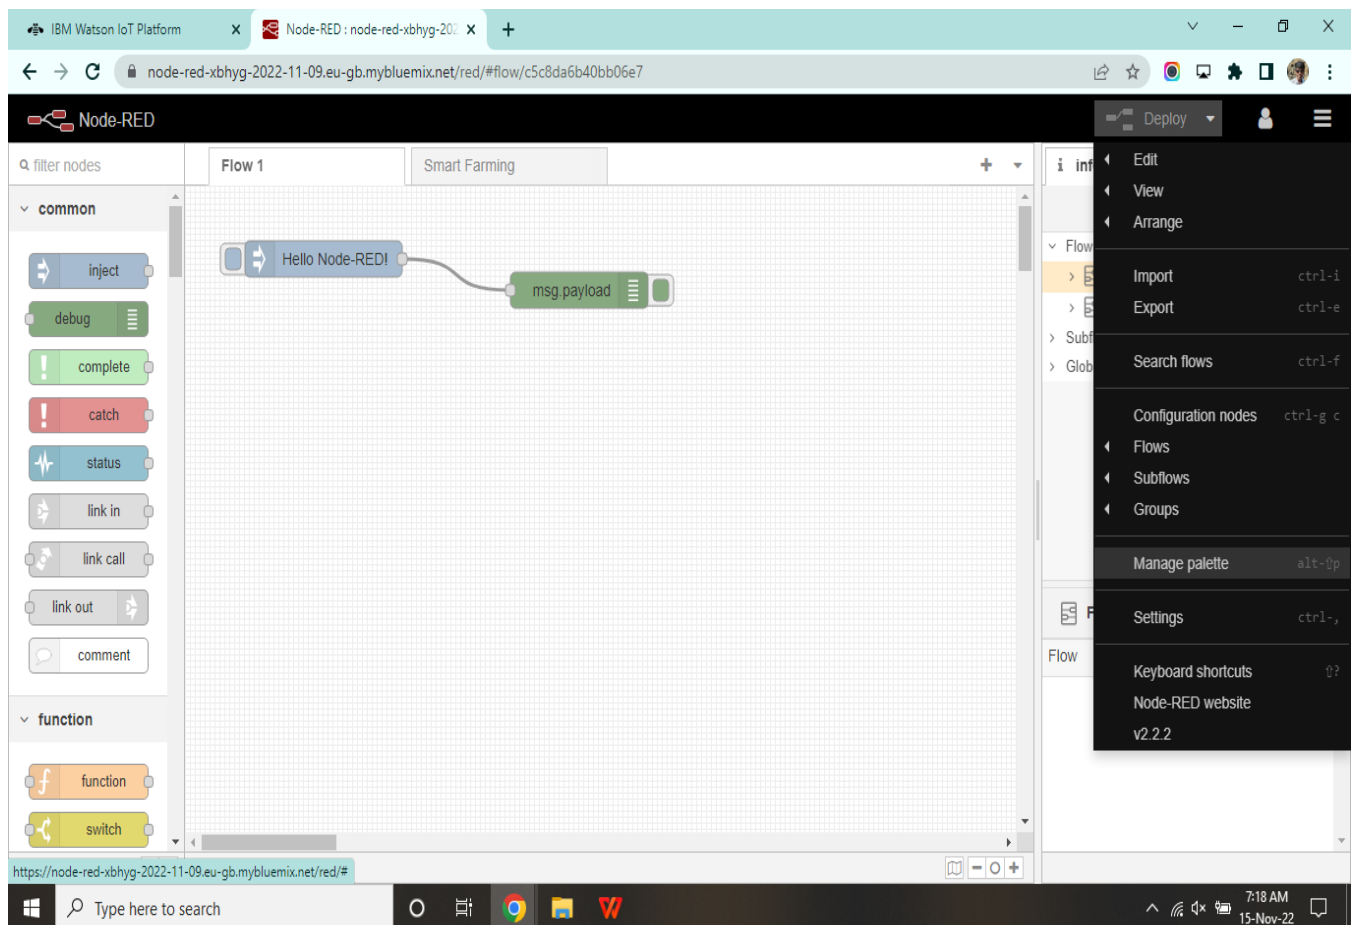 IBM Watson IoT Platform
Node-RED : node-red-xbhyg-202
node-red-xbhyg-2022-11-09.eu-gb.mybluemix.net/red/#flow/c5c8da6b40bb06e7
Node-RED
Deploy
filter nodes
Flow 1
Smart Farming
i inf
common
inject
debug
complete
catch
status
link in
link call
link out
comment
function
function
switch
Hello Node-RED!
msg.payload
Flow
Subf
Glob
F
Flow
Edit
View
Arrange
Import ctrl-i
Export ctrl-e
Search flows ctrl-f
Configuration nodes ctrl-g c
Flows
Subflows
Groups
Manage palette alt-⇧p
Settings ctrl-,
Keyboard shortcuts ⇧?
Node-RED website
v2.2.2
https://node-red-xbhyg-2022-11-09.eu-gb.mybluemix.net/red/#
Type here to search
7:18 AM
15-Nov-22